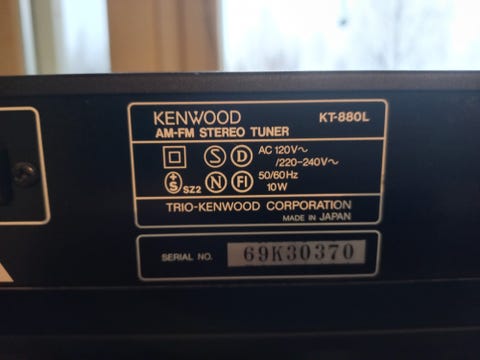 KENWOOD KT-880L
AM-FM STEREO TUNER
S D AC 120V~
/220-240V~
S SZ2 N FI 50/60Hz
10W
TRIO-KENWOOD CORPORATION
MADE IN JAPAN
SERIAL NO. 69K30370